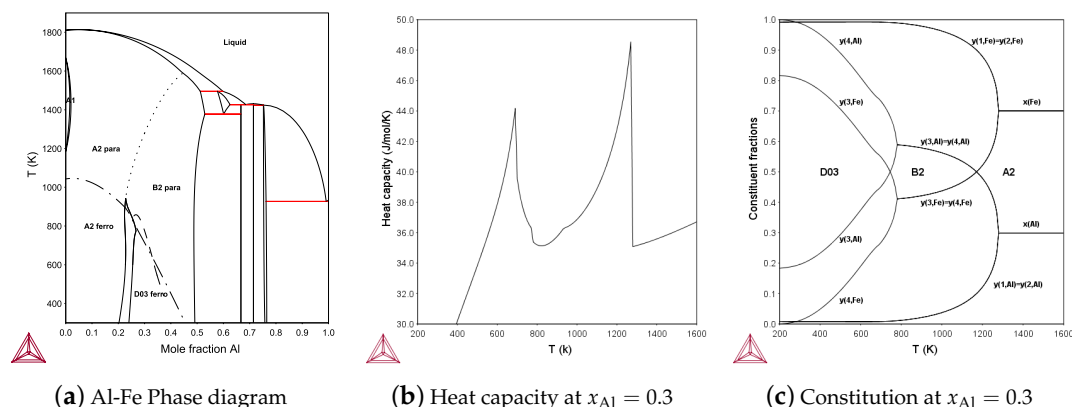 1800
1600
1400
1200
1000
800
600
400
T (K)
0.0 0.1 0.2 0.3 0.4 0.5 0.6 0.7 0.8 0.9 1.0
Mole fraction Al
Liquid
A1
A2 para
B2 para
A2 ferro
D03 ferro
(a) Al-Fe Phase diagram
50.0
48.0
46.0
44.0
42.0
40.0
38.0
36.0
34.0
32.0
30.0
Heat capacity (J/mol/K)
200 400 600 800 1000 1200 1400 1600
T (k)
(b) Heat capacity at xAl = 0.3
1.0
0.9
0.8
0.7
0.6
0.5
0.4
0.3
0.2
0.1
0.0
Constituent fractions
200 400 600 800 1000 1200 1400 1600
T (K)
y(4,Al)
y(1,Fe)=y(2,Fe)
y(3,Fe)
x(Fe)
y(3,Al)=y(4,Al)
D03 B2 A2
y(3,Fe)=y(4,Fe)
x(Al)
y(3,Al)
y(4,Fe)
y(1,Al)=y(2,Al)
(c) Constitution at xAl = 0.3